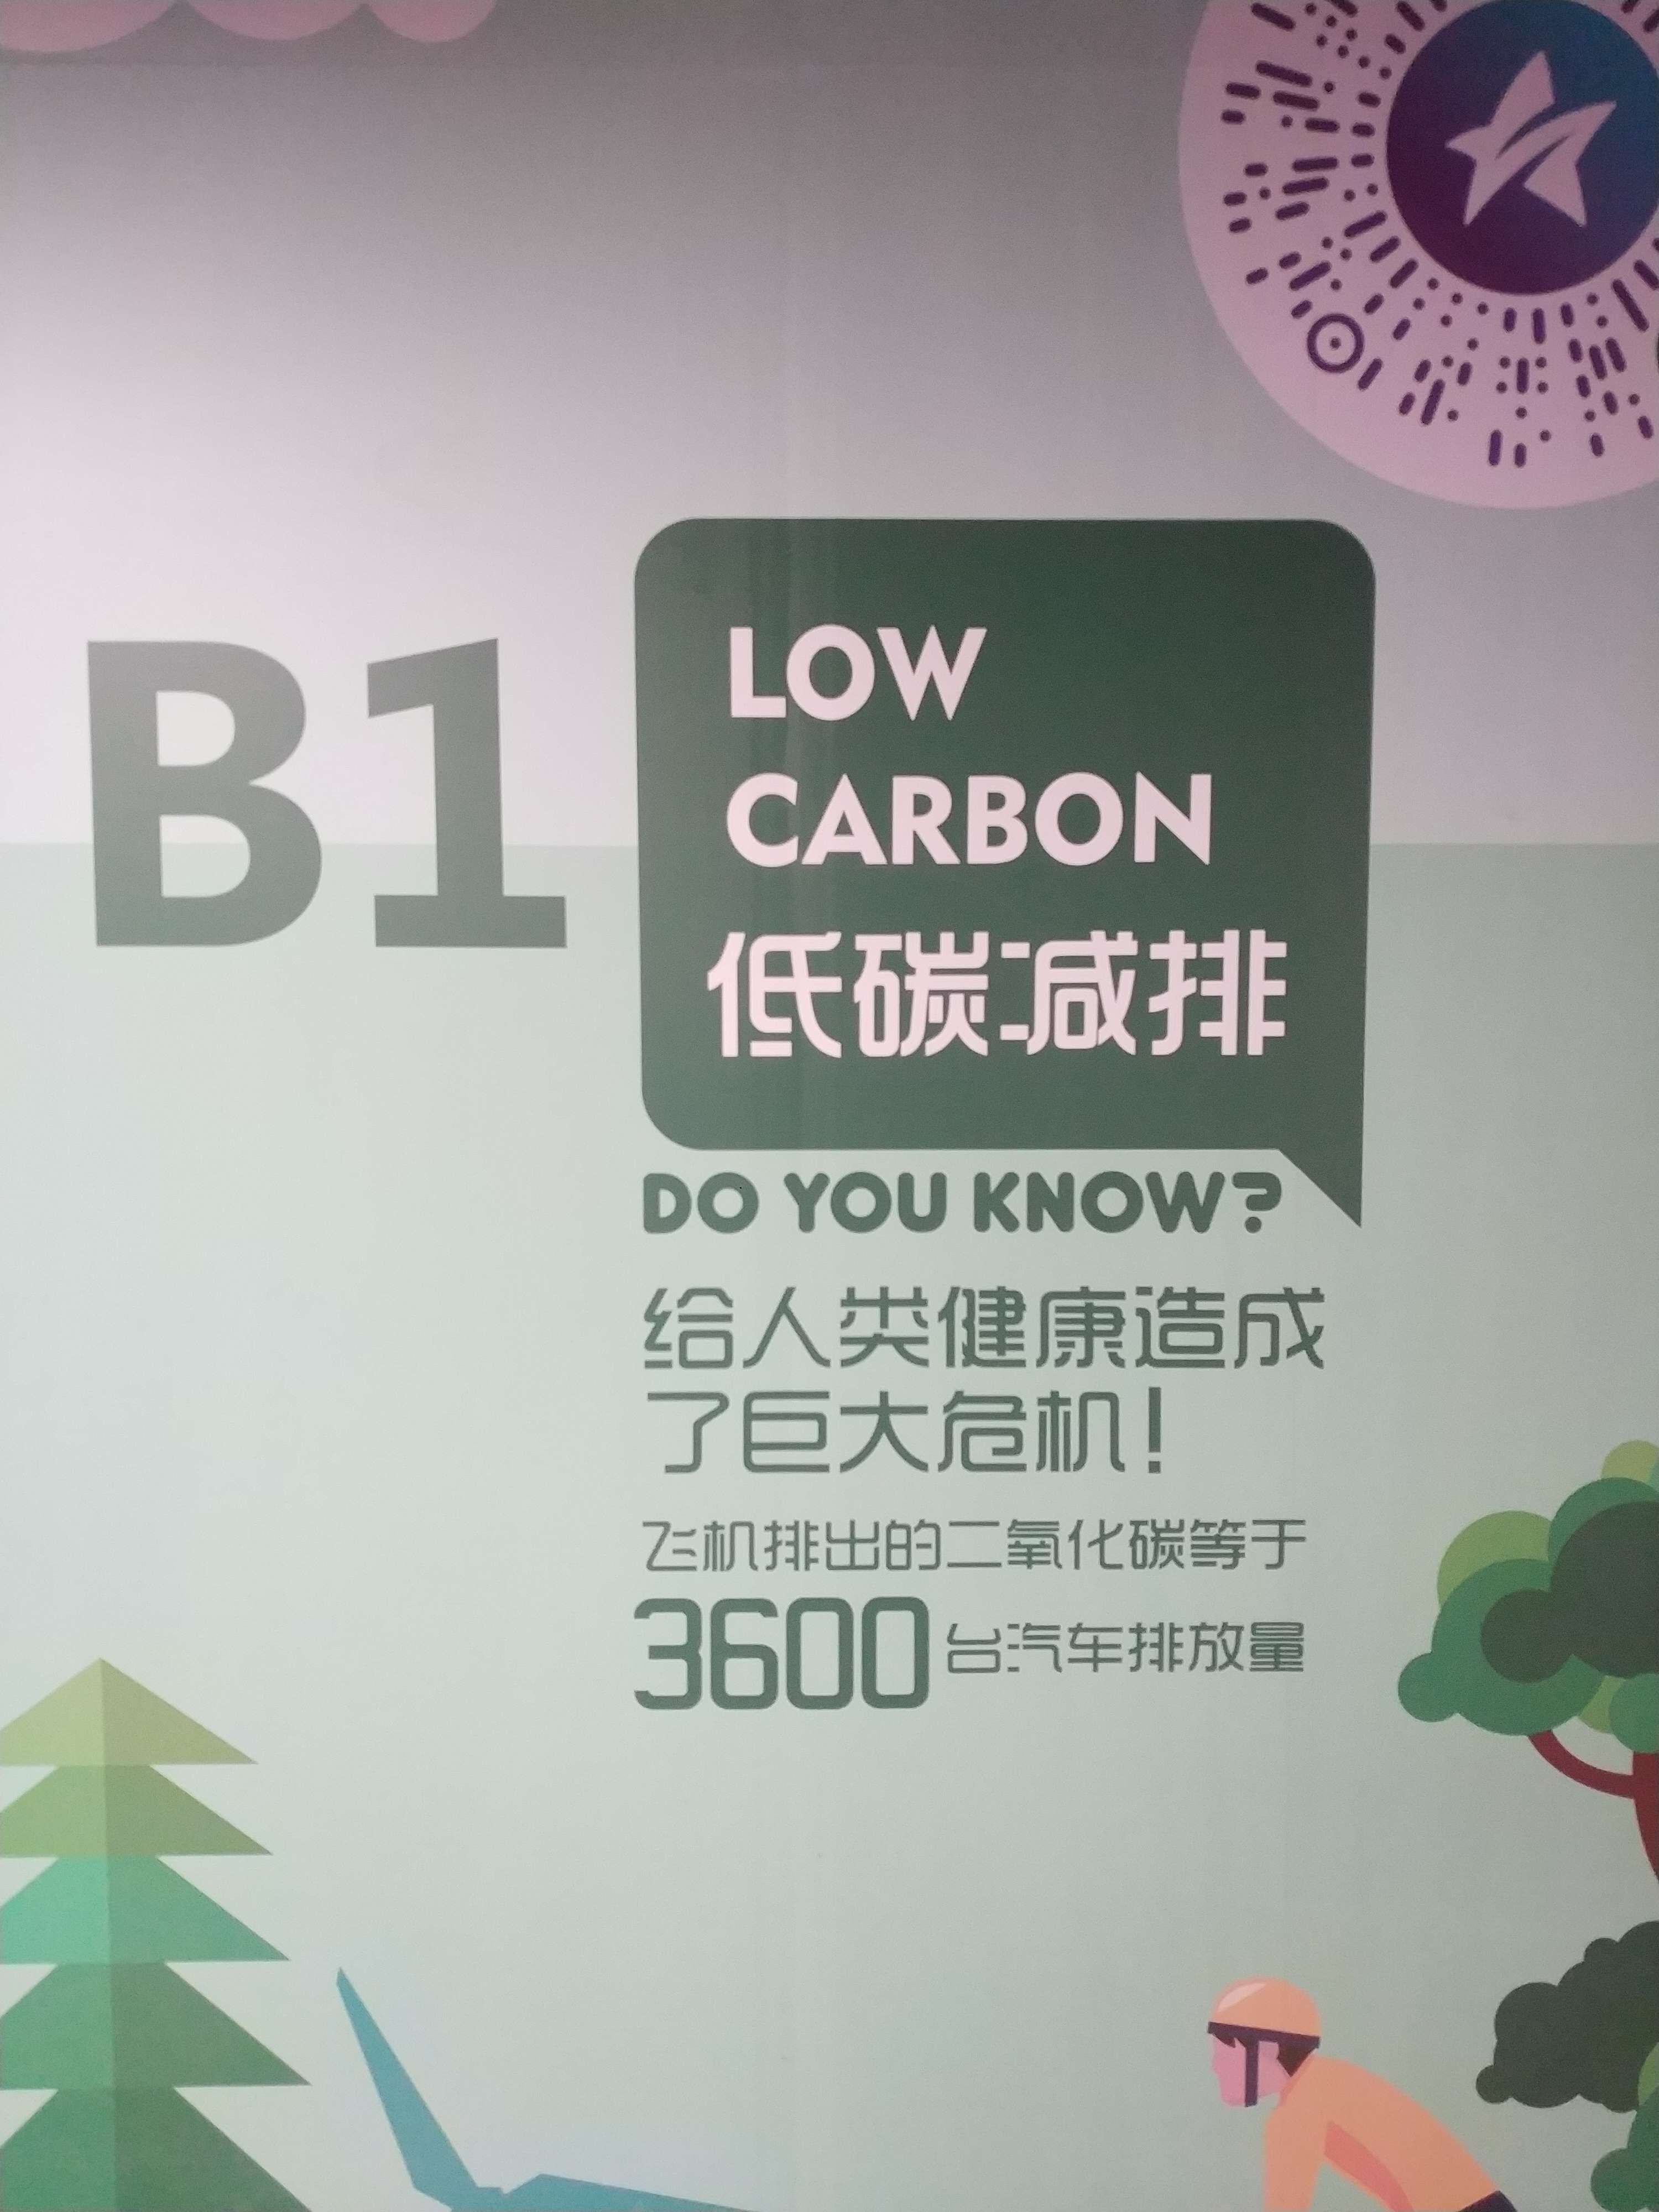 B1
LOW
CARBON
低碳减排
DO YOU KNOW?
给人类健康造成
了巨大危机！
飞机排出的二氧化碳等于
3600台汽车排放量